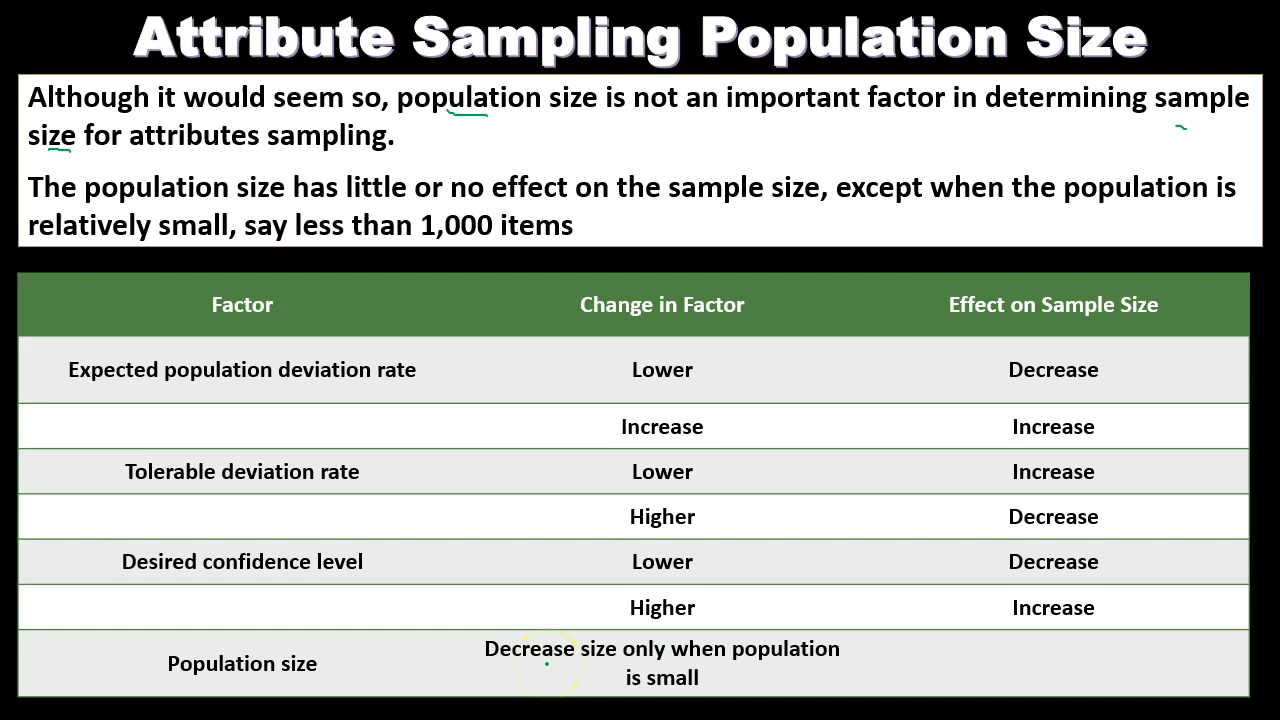 Attribute Sampling Population Size
Although it would seem so, population size is not an important factor in determining sample
size for attributes sampling.
The population size has little or no effect on the sample size, except when the population is
relatively small, say less than 1,000 items
Factor Change in Factor Effect on Sample Size
Expected population deviation rate Lower Decrease
Increase Increase
Tolerable deviation rate Lower Increase
Higher Decrease
Desired confidence level Lower Decrease
Higher Increase
Population size Decrease size only when population
is small